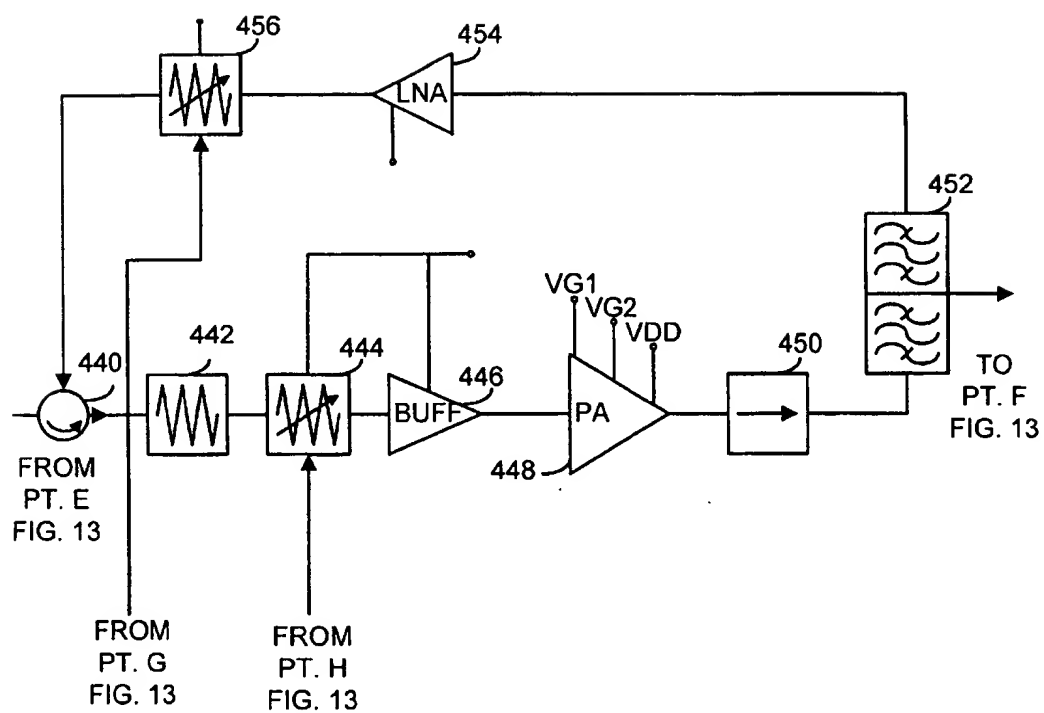 456
454
LNA
452
VG1
VG2
VDD
440
442
444
446
450
BUFF
PA
448
TO
PT. F
FIG. 13
FROM
PT. E
FIG. 13
FROM
PT. G
FIG. 13
FROM
PT. H
FIG. 13